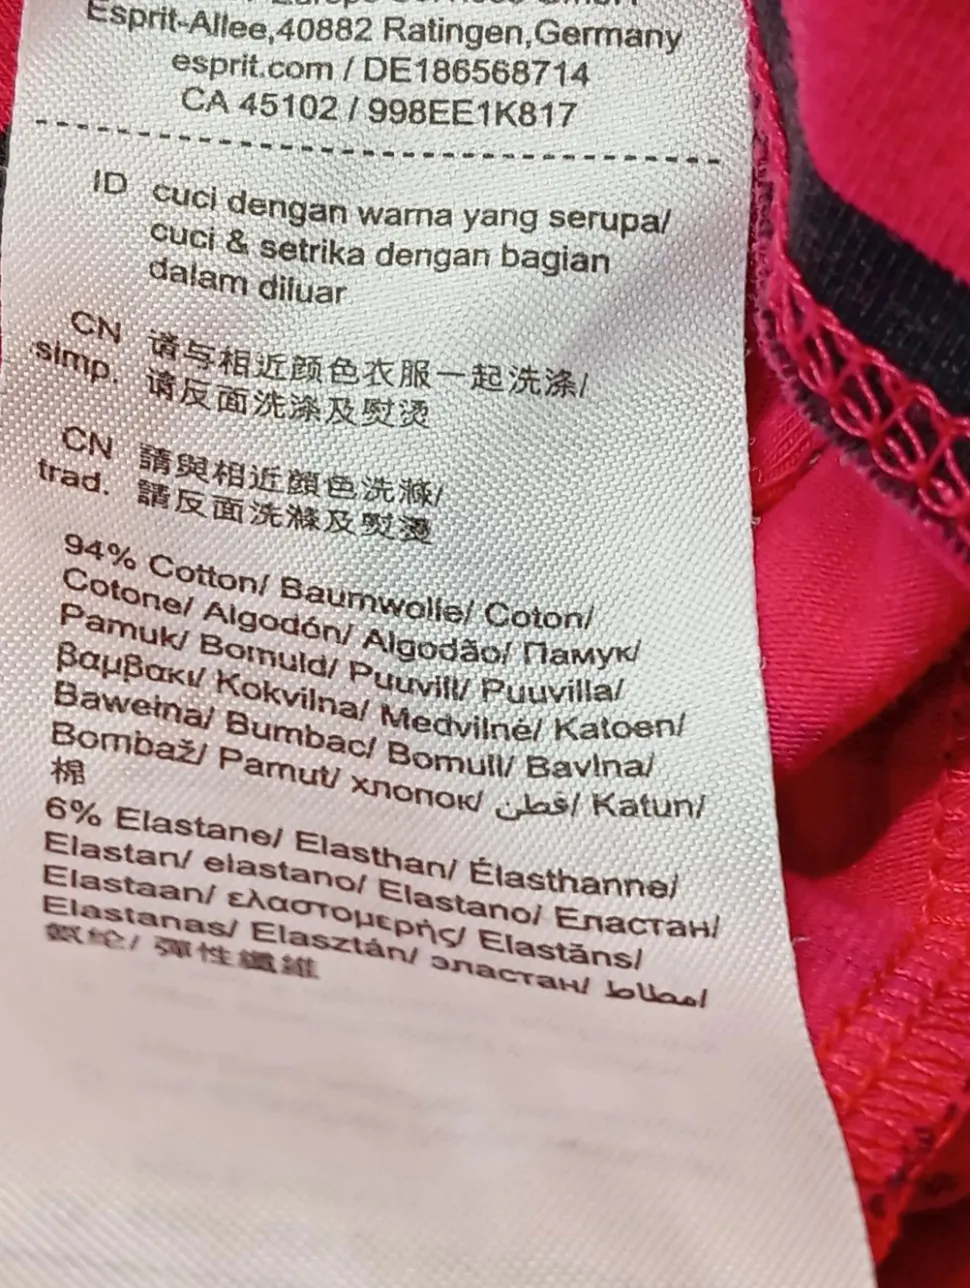 Esprit-Allee,40882 Ratingen,Germany
esprit.com / DE186568714
CA 45102 / 998EE1K817
ID cuci dengan warna yang serupa/
cuci & setrika dengan bagian
dalam diluar
CN simp. 请与相近颜色衣服一起洗涤/
请反面洗涤及熨烫
CN trad. 請與相近顏色洗滌/
請反面洗滌及熨燙
94% Cotton/ Baumwolle/ Coton/
Cotone/ Algodón/ Algodão/ Памук/
Pamuk/ Bomuld/ Puuvill/ Puuvilla/
βαμβακι/ Kokvilna/ Medvilné/ Katoen/
Bawełna/ Bumbac/ Bomull/ Bavlna/
Bombaž/ Pamut/ хлопок/ قطن/ Katun/
棉
6% Elastane/ Elasthan/ Élasthanne/
Elastan/ elastano/ Elastano/ Еластан/
Elastaan/ ελαστομερής/ Elastāns/
Elastanas/ Elasztán/ эластан/ امطاط/
氨纶/ 彈性纖維